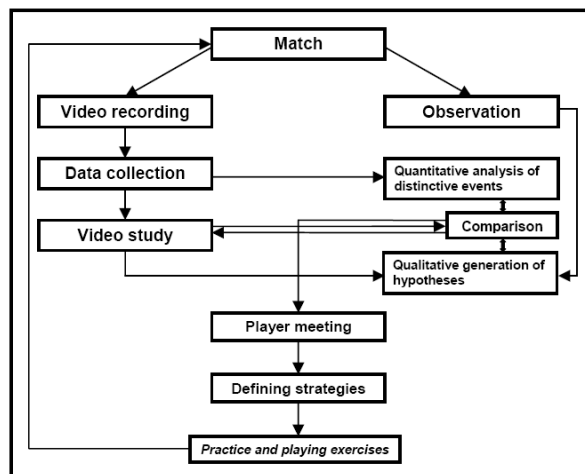 Match
Video recording
Observation
Data collection
Quantitative analysis of
distinctive events
Video study
Comparison
Qualitative generation of
hypotheses
Player meeting
Defining strategies
Practice and playing exercises